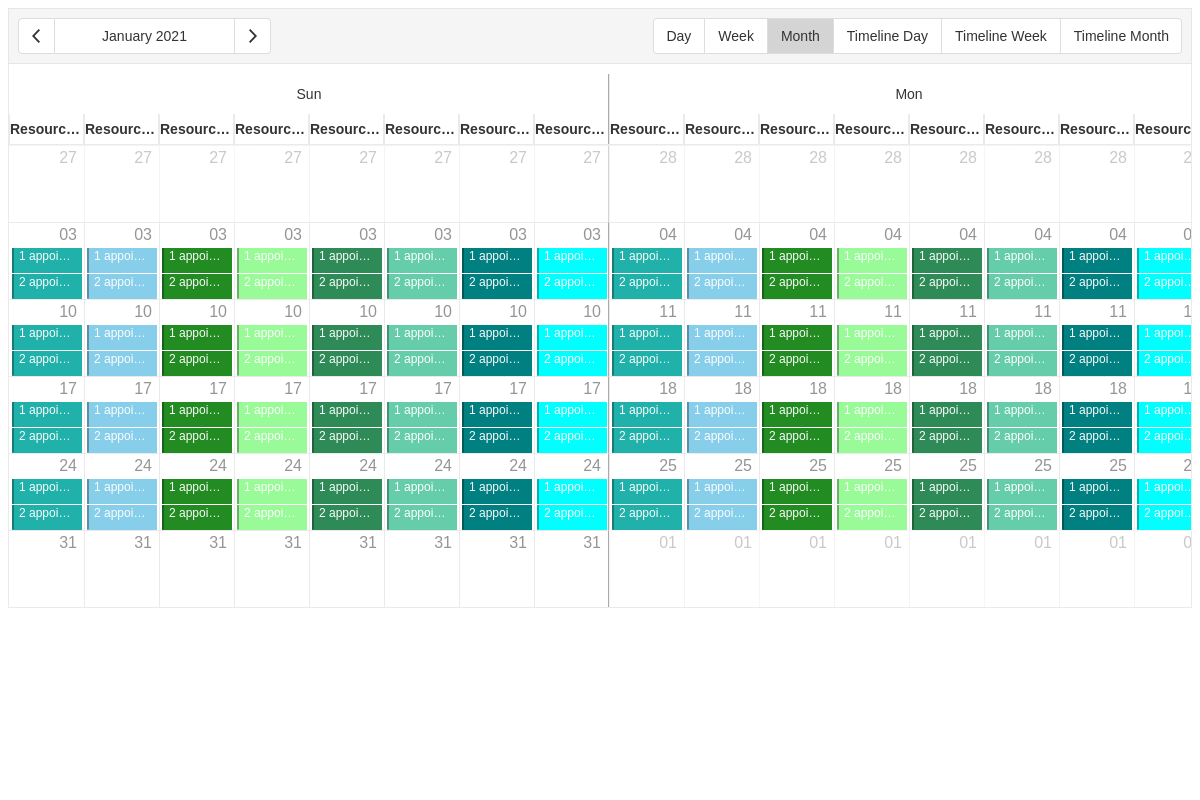 January 2021 Day Week Month Timeline Day Timeline Week Timeline Month
Sun Mon
Resourc… Resourc… Resourc… Resourc… Resourc… Resourc… Resourc… Resourc… Resourc… Resourc… Resourc… Resourc… Resourc… Resourc… Resourc… Resourc
27 27 27 27 27 27 27 27 28 28 28 28 28 28 28 2
03 03 03 03 03 03 03 03 04 04 04 04 04 04 04 0
1 appoi… 1 appoi… 1 appoi… 1 appoi… 1 appoi… 1 appoi… 1 appoi… 1 appoi… 1 appoi… 1 appoi… 1 appoi… 1 appoi… 1 appoi… 1 appoi… 1 appoi… 1 appoi
2 appoi… 2 appoi… 2 appoi… 2 appoi… 2 appoi… 2 appoi… 2 appoi… 2 appoi… 2 appoi… 2 appoi… 2 appoi… 2 appoi… 2 appoi… 2 appoi… 2 appoi… 2 appoi
10 10 10 10 10 10 10 10 11 11 11 11 11 11 11 1
1 appoi… 1 appoi… 1 appoi… 1 appoi… 1 appoi… 1 appoi… 1 appoi… 1 appoi… 1 appoi… 1 appoi… 1 appoi… 1 appoi… 1 appoi… 1 appoi… 1 appoi… 1 appoi
2 appoi… 2 appoi… 2 appoi… 2 appoi… 2 appoi… 2 appoi… 2 appoi… 2 appoi… 2 appoi… 2 appoi… 2 appoi… 2 appoi… 2 appoi… 2 appoi… 2 appoi… 2 appoi
17 17 17 17 17 17 17 17 18 18 18 18 18 18 18 1
1 appoi… 1 appoi… 1 appoi… 1 appoi… 1 appoi… 1 appoi… 1 appoi… 1 appoi… 1 appoi… 1 appoi… 1 appoi… 1 appoi… 1 appoi… 1 appoi… 1 appoi… 1 appoi
2 appoi… 2 appoi… 2 appoi… 2 appoi… 2 appoi… 2 appoi… 2 appoi… 2 appoi… 2 appoi… 2 appoi… 2 appoi… 2 appoi… 2 appoi… 2 appoi… 2 appoi… 2 appoi
24 24 24 24 24 24 24 24 25 25 25 25 25 25 25 2
1 appoi… 1 appoi… 1 appoi… 1 appoi… 1 appoi… 1 appoi… 1 appoi… 1 appoi… 1 appoi… 1 appoi… 1 appoi… 1 appoi… 1 appoi… 1 appoi… 1 appoi… 1 appoi
2 appoi… 2 appoi… 2 appoi… 2 appoi… 2 appoi… 2 appoi… 2 appoi… 2 appoi… 2 appoi… 2 appoi… 2 appoi… 2 appoi… 2 appoi… 2 appoi… 2 appoi… 2 appoi
31 31 31 31 31 31 31 31 01 01 01 01 01 01 01 0